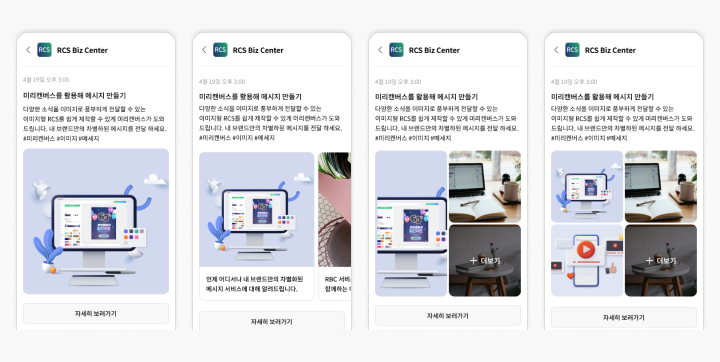 RCS RCS Biz Center
4월 19일 오후 3:00
미리캔버스를 활용해 메시지 만들기
다양한 소식을 이미지로 풍부하게 전달할 수 있는
이미지형 RCS를 쉽게 제작할 수 있게 미리캔버스가 도와
드립니다. 내 브랜드만의 차별화된 메시지를 전달 하세요.
#미리캔버스 #이미지 #메세지
자세히 보러가기
RCS RCS Biz Center
4월 19일 오후 3:00
미리캔버스를 활용해 메시지 만들기
다양한 소식을 이미지로 풍부하게 전달할 수 있는
이미지형 RCS를 쉽게 제작할 수 있게 미리캔버스가 도와
드립니다. 내 브랜드만의 차별화된 메시지를 전달 하세요.
#미리캔버스 #이미지 #메세지
언제 어디서나 내 브랜드만의 차별화된
메시지 서비스에 대해 알려드립니다.
RBC 서비
함께하는
자세히 보러가기
RCS RCS Biz Center
4월 19일 오후 3:00
미리캔버스를 활용해 메시지 만들기
다양한 소식을 이미지로 풍부하게 전달할 수 있는
이미지형 RCS를 쉽게 제작할 수 있게 미리캔버스가 도와
드립니다. 내 브랜드만의 차별화된 메시지를 전달 하세요.
#미리캔버스 #이미지 #메세지
+ 더보기
자세히 보러가기
RCS RCS Biz Center
4월 19일 오후 3:00
미리캔버스를 활용해 메시지 만들기
다양한 소식을 이미지로 풍부하게 전달할 수 있는
이미지형 RCS를 쉽게 제작할 수 있게 미리캔버스가 도와
드립니다. 내 브랜드만의 차별화된 메시지를 전달 하세요.
#미리캔버스 #이미지 #메세지
+ 더보기
자세히 보러가기